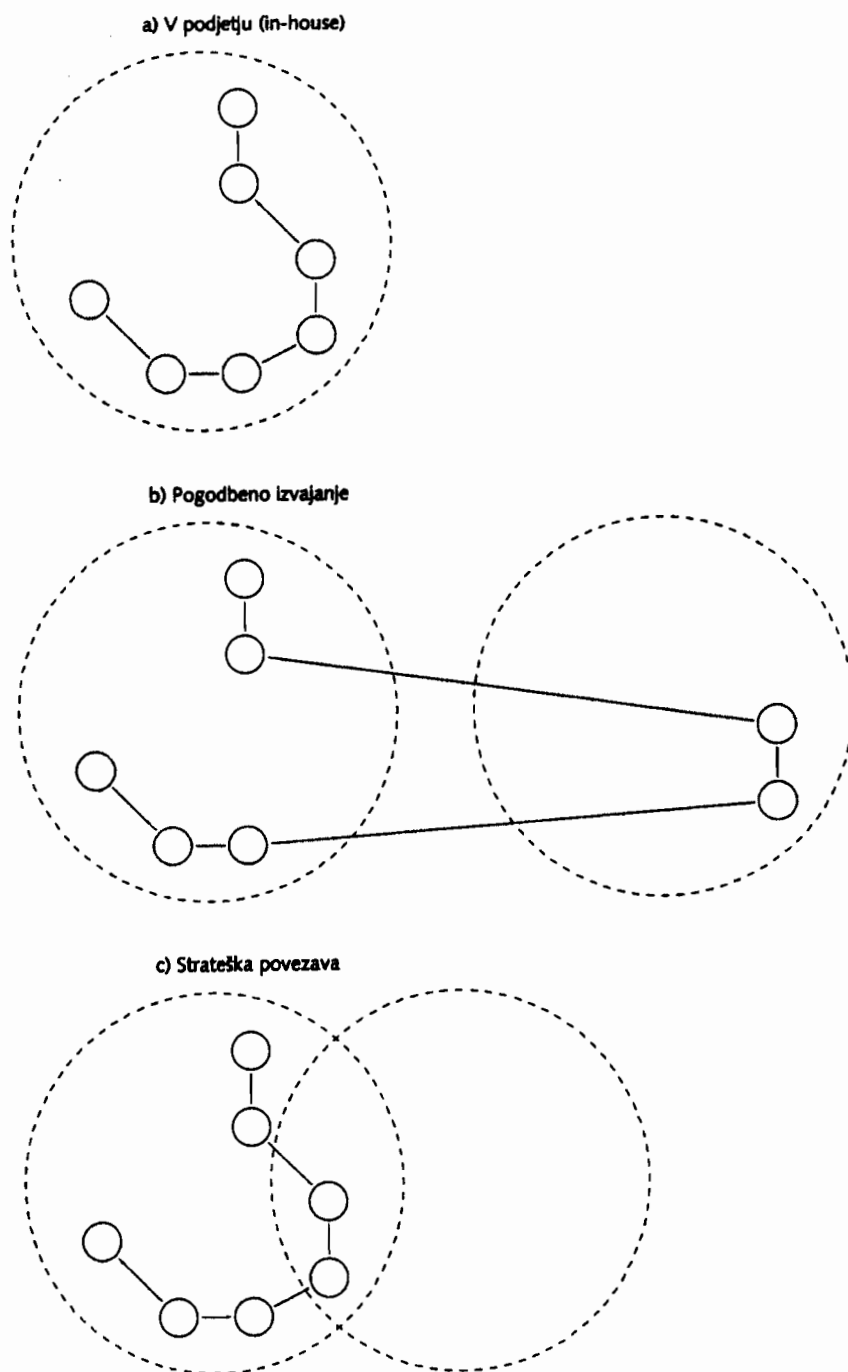 a) V podjetju (in-house)
b) Pogodbeno izvajanje
c) Strateška povezava